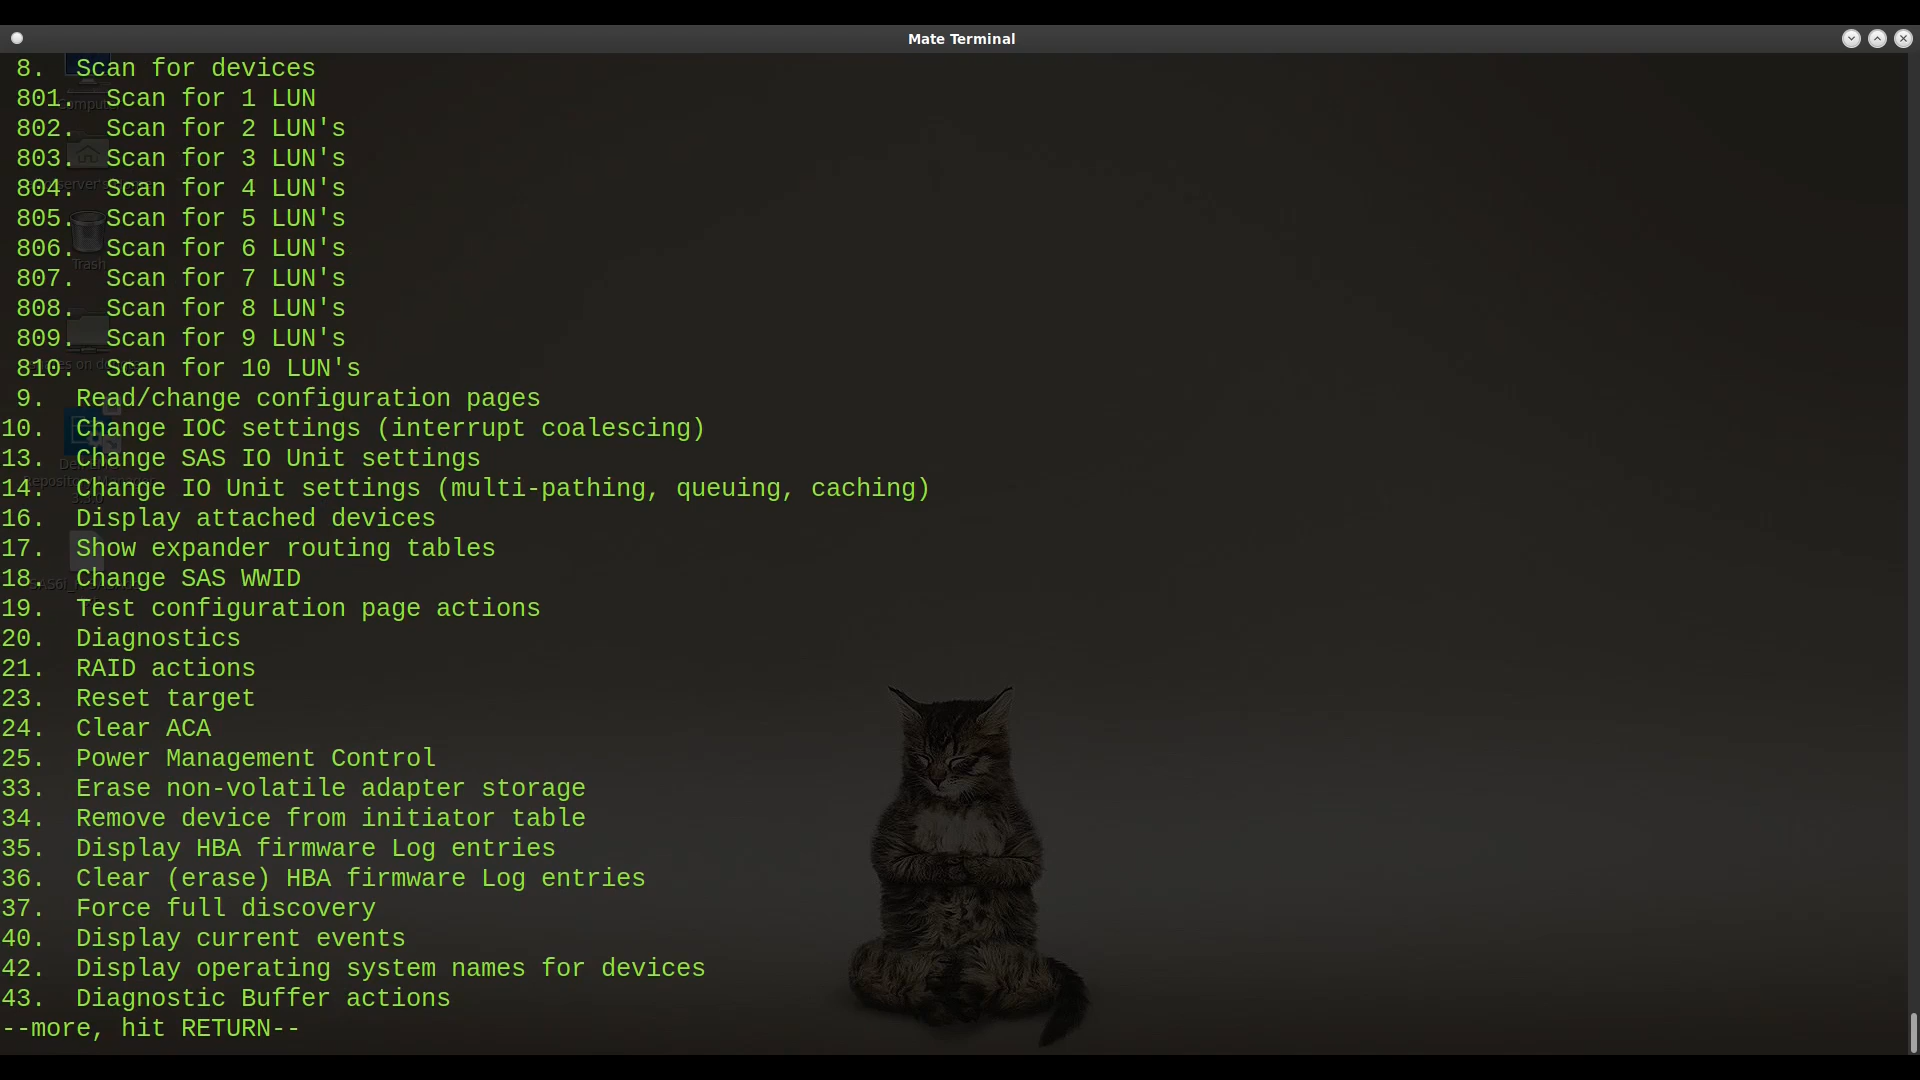 Mate Terminal
8.  Scan for devices
801.  Scan for 1 LUN
802.  Scan for 2 LUN's
803.  Scan for 3 LUN's
804.  Scan for 4 LUN's
805.  Scan for 5 LUN's
806.  Scan for 6 LUN's
807.  Scan for 7 LUN's
808.  Scan for 8 LUN's
809.  Scan for 9 LUN's
810.  Scan for 10 LUN's
9.  Read/change configuration pages
10.  Change IOC settings (interrupt coalescing)
13.  Change SAS IO Unit settings
14.  Change IO Unit settings (multi-pathing, queuing, caching)
16.  Display attached devices
17.  Show expander routing tables
18.  Change SAS WWID
19.  Test configuration page actions
20.  Diagnostics
21.  RAID actions
23.  Reset target
24.  Clear ACA
25.  Power Management Control
33.  Erase non-volatile adapter storage
34.  Remove device from initiator table
35.  Display HBA firmware Log entries
36.  Clear (erase) HBA firmware Log entries
37.  Force full discovery
40.  Display current events
42.  Display operating system names for devices
43.  Diagnostic Buffer actions
--more, hit RETURN--
Trash